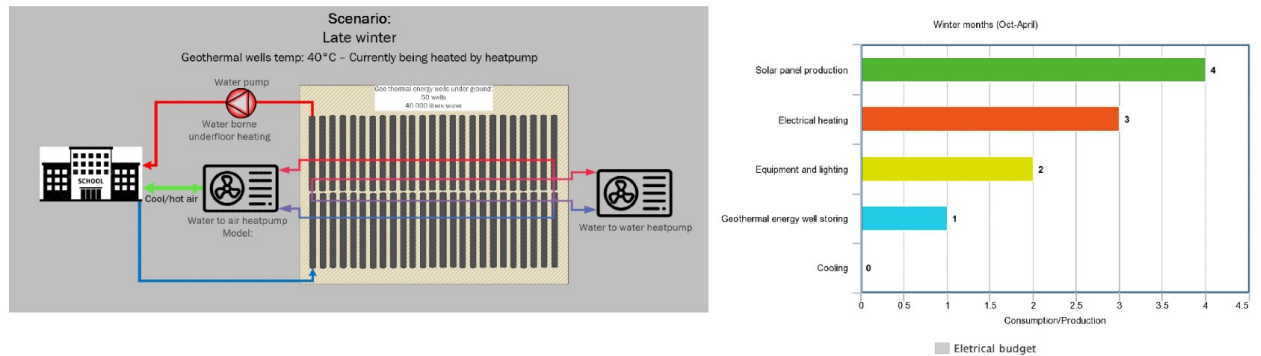 Scenario:
Late winter
Geothermal wells temp: 40°C – Currently being heated by heatpump
Water pump
Water borne
underfloor heating
Geo thermal energy wells under ground:
50 wells
40 000 liters water
SCHOOL
Cool/hot air
Water to air heatpump
Model:
Water to water heatpump
Winter months (Oct-April)
Solar panel production
4
Electrical heating
3
Equipment and lighting
2
Geothermal energy well storing
1
Cooling
0
0 0.5 1 1.5 2 2.5 3 3.5 4 4.5
Consumption/Production
Eletrical budget